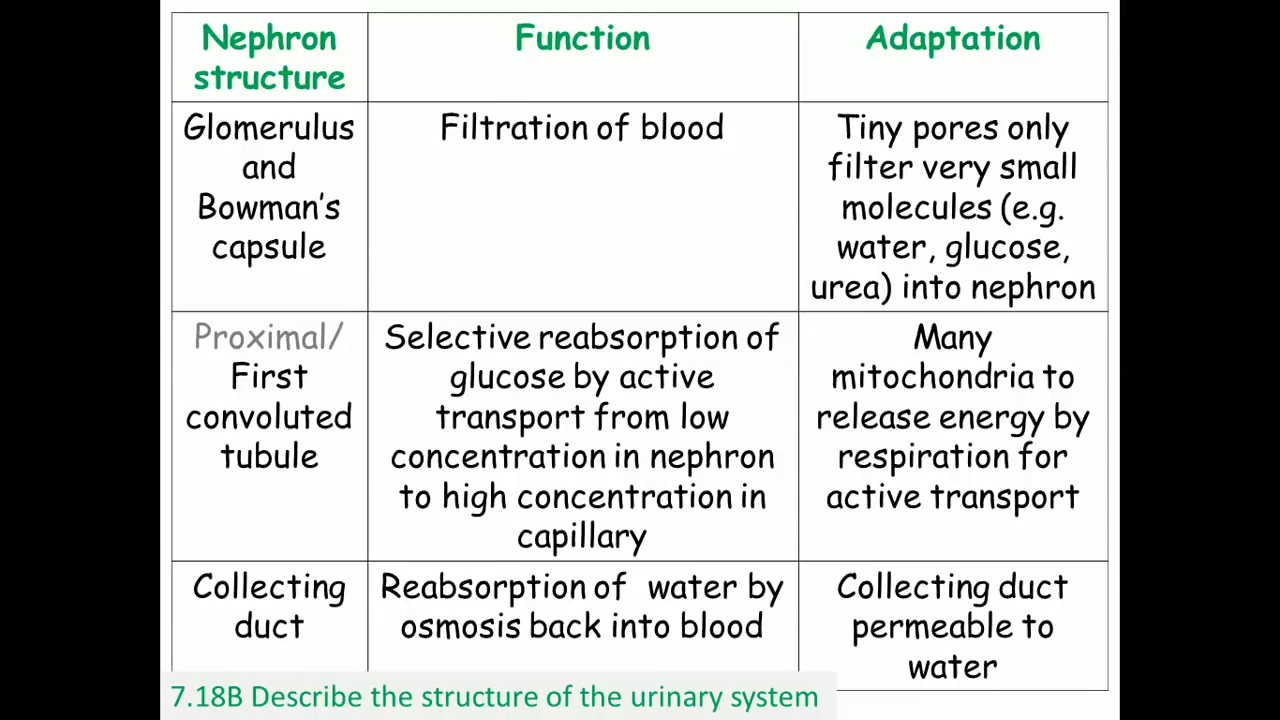 Nephron structure
Function
Adaptation
Glomerulus
and
Bowman's
capsule
Filtration of blood
Tiny pores only
filter very small
molecules (e.g.
water, glucose,
urea) into nephron
Proximal/
First
convoluted
tubule
Selective reabsorption of
glucose by active
transport from low
concentration in nephron
to high concentration in
capillary
Many
mitochondria to
release energy by
respiration for
active transport
Collecting
duct
Reabsorption of water by
osmosis back into blood
Collecting duct
permeable to
water
7.18B Describe the structure of the urinary system